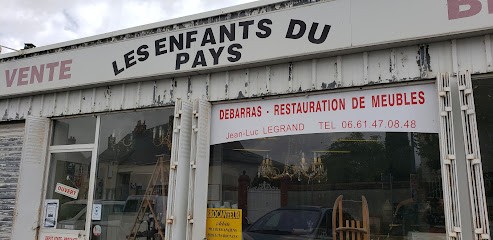 VENTE
LES ENFANTS DU
PAYS
DEBARRAS - RESTAURATION DE MEUBLES
Jean-Luc LEGRAND TEL 06.61.47.08.48
OUVERT
BROCANTEUR